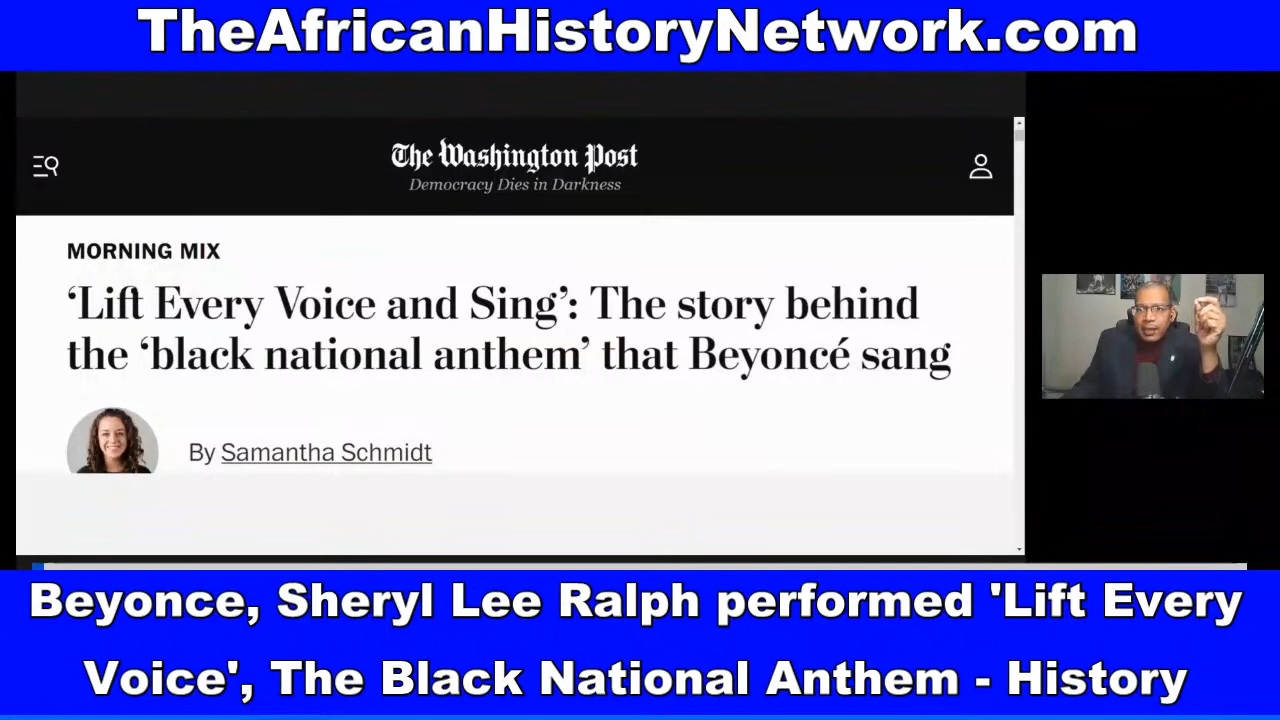 TheAfricanHistoryNetwork.com
The Washington Post
Democracy Dies in Darkness
MORNING MIX
‘Lift Every Voice and Sing’: The story behind
the ‘black national anthem’ that Beyoncé sang
By Samantha Schmidt
Beyonce, Sheryl Lee Ralph performed 'Lift Every
Voice', The Black National Anthem - History